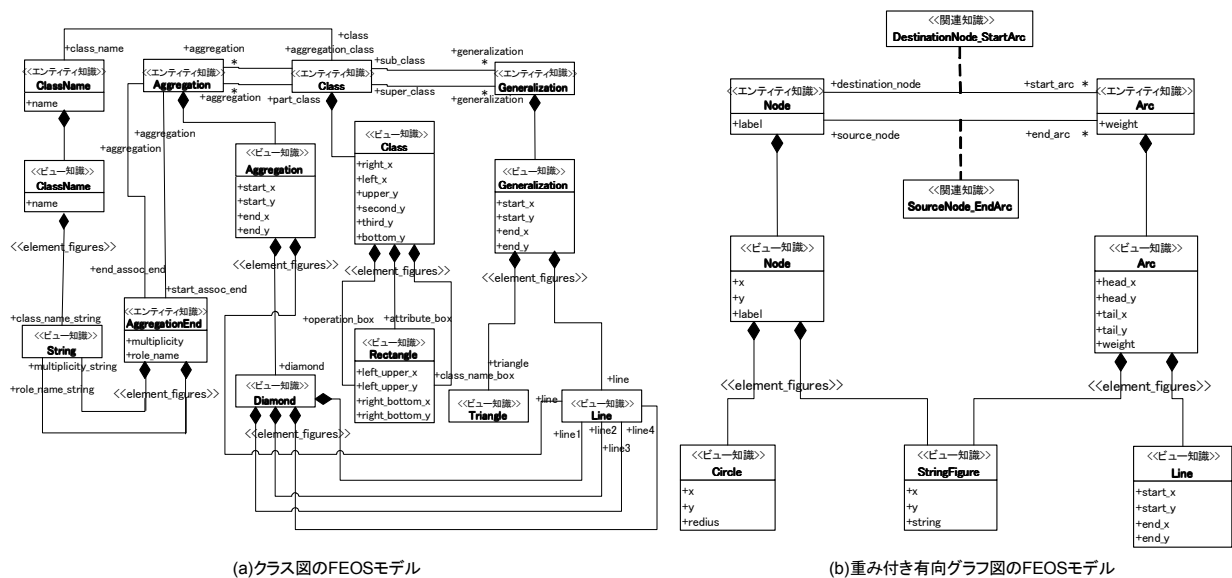 +class
+class_name
+aggregation
+aggregation_class
+sub_class
+generalization
<<エンティティ知識>>
ClassName
+name
<<エンティティ知識>>
Aggregation
*
*
<<エンティティ知識>>
Class
*
*
<<エンティティ知識>>
Generalization
+aggregation
+part_class
+super_class
+generalization
+aggregation
+aggregation
<<ビュー知識>>
ClassName
+name
<<ビュー知識>>
Aggregation
+start_x
+start_y
+end_x
+end_y
<<ビュー知識>>
Class
+right_x
+left_x
+upper_y
+second_y
+third_y
+bottom_y
<<ビュー知識>>
Generalization
+start_x
+start_y
+end_x
+end_y
<<element_figures>>
<<element_figures>>
<<element_figures>>
<<element_figures>>
+end_assoc_end
+start_assoc_end
+class_name_string
<<エンティティ知識>>
AggregationEnd
+multiplicity
+role_name
<<ビュー知識>>
String
+multiplicity_string
+role_name_string
<<element_figures>>
+operation_box
+attribute_box
<<ビュー知識>>
Rectangle
+left_upper_x
+left_upper_y
+right_bottom_x
+right_bottom_y
+class_name_box
+diamond
<<ビュー知識>>
Diamond
<<element_figures>>
+triangle
<<ビュー知識>>
Triangle
+line
<<ビュー知識>>
Line
+line
+line1
+line2
+line3
+line4
(a)クラス図のFEOSモデル
<<関連知識>>
DestinationNode_StartArc
<<エンティティ知識>>
Node
+label
+destination_node
+start_arc
*
+source_node
+end_arc
*
<<エンティティ知識>>
Arc
+weight
<<関連知識>>
SourceNode_EndArc
<<ビュー知識>>
Node
+x
+y
+label
<<ビュー知識>>
Arc
+head_x
+head_y
+tail_x
+tail_y
+weight
<<element_figures>>
<<element_figures>>
<<ビュー知識>>
Circle
+x
+y
+redius
<<ビュー知識>>
StringFigure
+x
+y
+string
<<ビュー知識>>
Line
+start_x
+start_y
+end_x
+end_y
(b)重み付き有向グラフ図のFEOSモデル